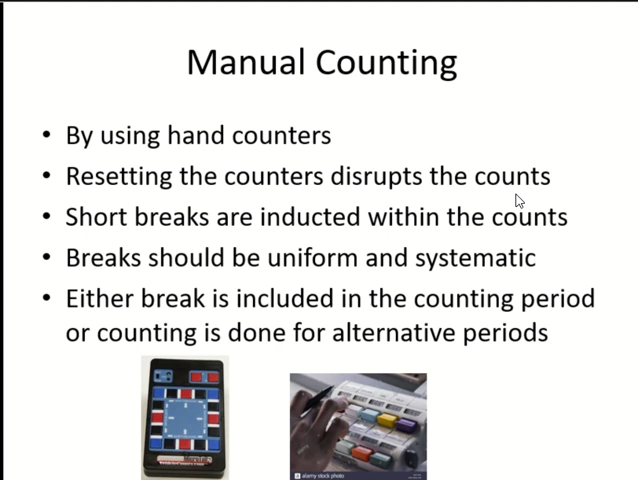 Manual Counting
• By using hand counters
• Resetting the counters disrupts the counts
• Short breaks are inducted within the counts
• Breaks should be uniform and systematic
• Either break is included in the counting period
or counting is done for alternative periods
alamy stock photo